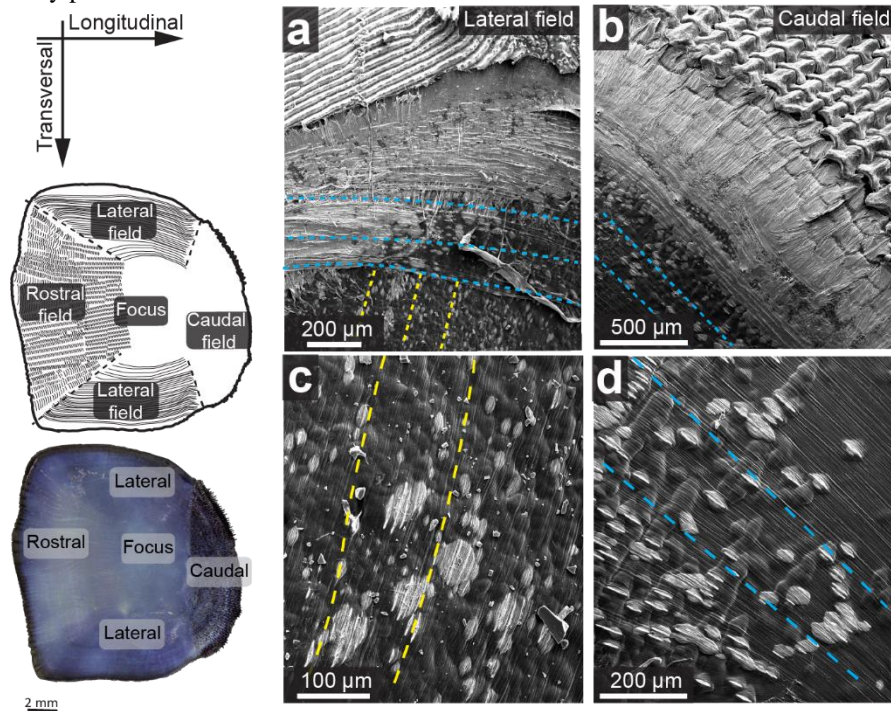 Longitudinal
Transversal
Lateral
field
Rostral
field
Focus
Caudal
field
Lateral
field
Lateral
Rostral
Focus
Caudal
Lateral
2 mm
a
Lateral field
200 µm
b
Caudal field
500 µm
c
100 µm
d
200 µm